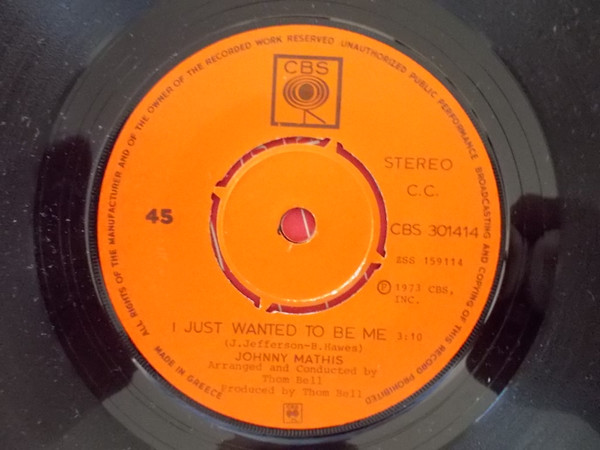 ALL RIGHTS OF THE MANUFACTURER AND OF THE OWNER OF THE RECORDED WORK RESERVED UNAUTHORIZED PUBLIC PERFORMANCE BROADCASTING AND COPYING OF THIS RECORD PROHIBITED
CBS
STEREO
C.C.
45
CBS 301414
ZSS 159114
Ⓟ 1973 CBS,
INC.
I JUST WANTED TO BE ME 3:10
(J.Jefferson-B.Hawes)
JOHNNY MATHIS
Arranged and Conducted by
Thom Bell
Produced by Thom Bell
MADE IN GREECE
CBS